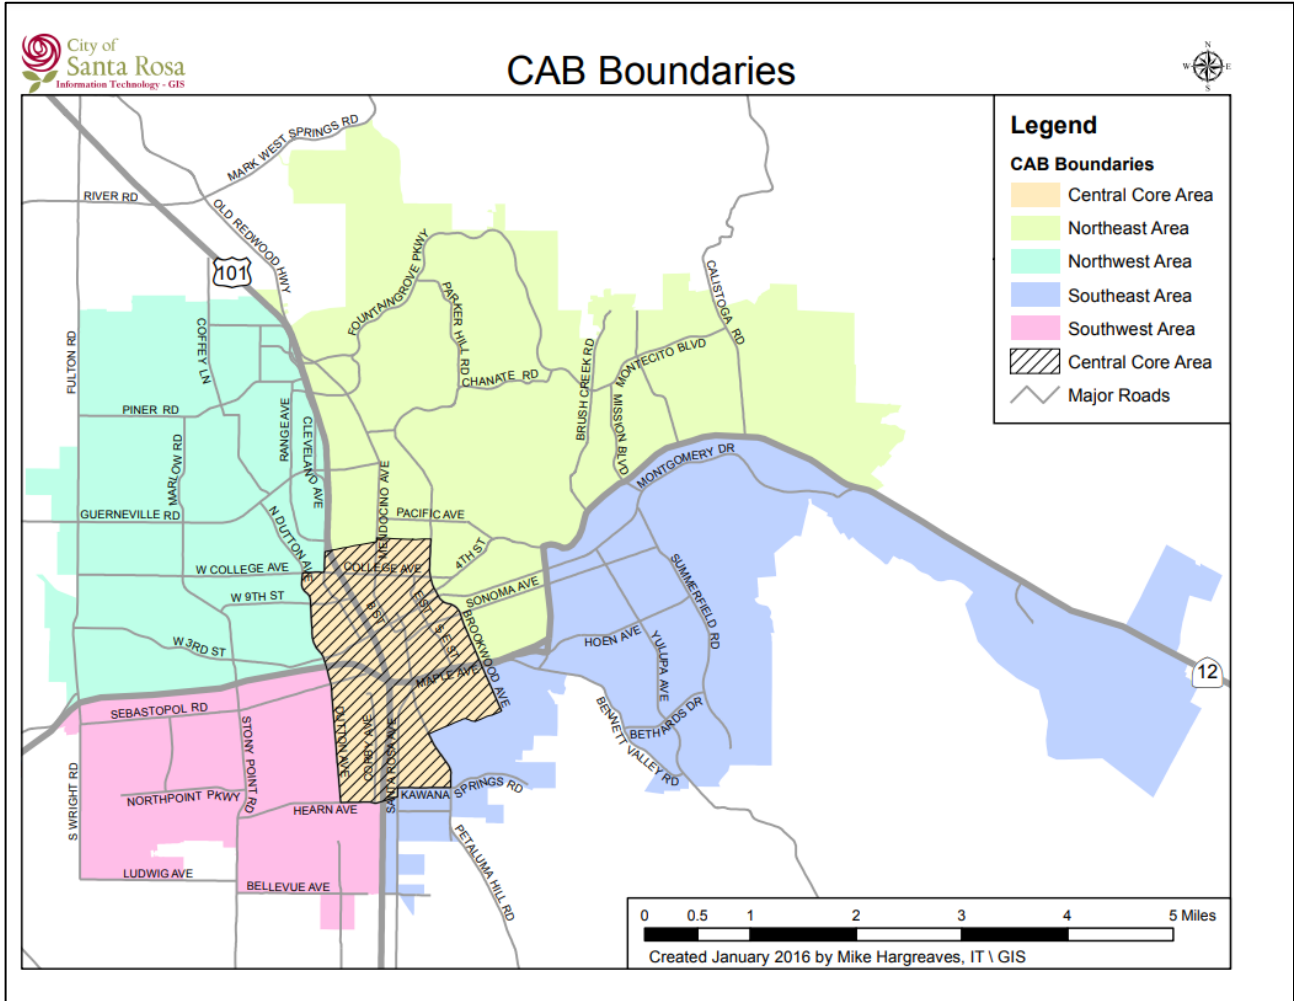 City of
Santa Rosa
Information Technology - GIS
CAB Boundaries
N
W
E
S
Legend
CAB Boundaries
Central Core Area
Northeast Area
Northwest Area
Southeast Area
Southwest Area
Central Core Area
Major Roads
MARK WEST SPRINGS RD
RIVER RD
OLD REDWOOD HWY
101
FOUNTAINGROVE PKWY
PARKER HILL RD
CALISTOGA RD
COFFEY LN
FULTON RD
MONTECITO BLVD
BRUSH CREEK RD
CHANATE RD
MISSION BLVD
PINER RD
RANGE AVE
CLEVELAND AVE
MARLOW RD
MENDOCINO AVE
MONTGOMERY DR
GUERNEVILLE RD
N DUTTON AVE
PACIFIC AVE
4TH ST
W COLLEGE AVE
COLLEGE AVE
SONOMA AVE
SUMMERFIELD RD
W 9TH ST
B ST
E ST
S E ST
BROOKWOOD AVE
HOEN AVE
YULUPA AVE
W 3RD ST
MAPLE AVE
12
SEBASTOPOL RD
STONY POINT RD
DUTTON AVE
CORBY AVE
SANTA ROSA AVE
BENNETT VALLEY RD
BETHARDS DR
S WRIGHT RD
NORTHPOINT PKWY
HEARN AVE
KAWANA SPRINGS RD
PETALUMA HILL RD
LUDWIG AVE
BELLEVUE AVE
0 0.5 1 2 3 4 5 Miles
Created January 2016 by Mike Hargreaves, IT \ GIS